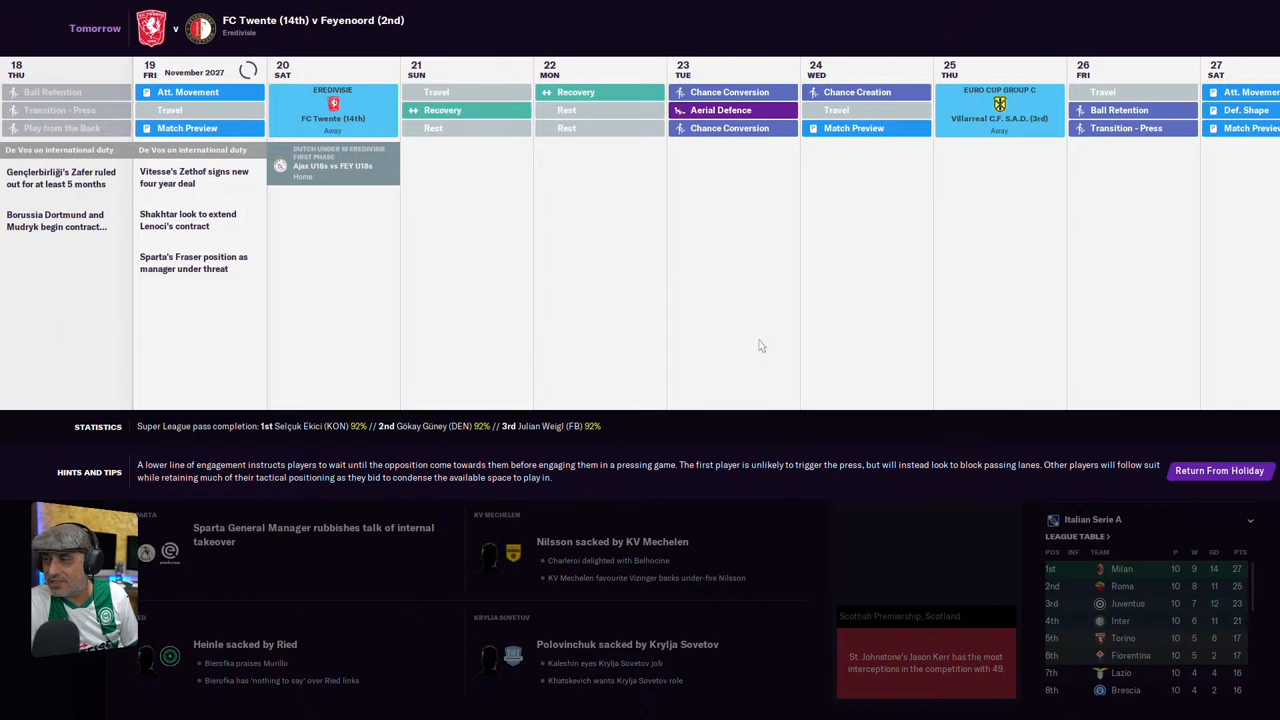 Tomorrow
v
FC Twente (14th) v Feyenoord (2nd)
Eredivisie
18
THU
19
FRI
November 2027
20
SAT
21
SUN
22
MON
23
TUE
24
WED
25
THU
26
FRI
27
SAT
Ball Retention
Transition - Press
Play from the Back
De Vos on international duty
Gençlerbirliği's Zafer ruled
out for at least 5 months
Borussia Dortmund and
Mudryk begin contract...
Att. Movement
Travel
Match Preview
De Vos on international duty
Vitesse's Zethof signs new
four year deal
Shakhtar look to extend
Lenoci's contract
Sparta's Fraser position as
manager under threat
EREDIVISIE
FC Twente (14th)
Away
DUTCH UNDER 18 EREDIVISIE
FIRST PHASE
Ajax U18s vs FEY U18s
Home
Travel
Recovery
Rest
Recovery
Rest
Rest
Chance Conversion
Aerial Defence
Chance Conversion
Chance Creation
Travel
Match Preview
EURO CUP GROUP C
Villarreal C.F. S.A.D. (3rd)
Away
Travel
Ball Retention
Transition - Press
Att. Movement
Def. Shape
Match Preview
STATISTICS
Super League pass completion: 1st Selçuk Ekici (KON) 92% // 2nd Gökay Güney (DEN) 92% // 3rd Julian Weigl (FB) 92%
HINTS AND TIPS
A lower line of engagement instructs players to wait until the opposition come towards them before engaging them in a pressing game. The first player is unlikely to trigger the press, but will instead look to block passing lanes. Other players will follow suit
while retaining much of their tactical positioning as they bid to condense the available space to play in.
Return From Holiday
Sparta General Manager rubbishes talk of internal
takeover
KV MECHELEN
Nilsson sacked by KV Mechelen
Charleroi delighted with Belhocine
KV Mechelen favourite Vizinger backs under-fire Nilsson
Heinle sacked by Ried
Bierofka praises Murillo
Bierofka has 'nothing to say' over Ried links
KRYLJA SOVETOV
Polovinchuk sacked by Krylja Sovetov
Kaleshin eyes Krylja Sovetov job
Khatskevich wants Krylja Sovetov role
Scottish Premiership, Scotland
St. Johnstone's Jason Kerr has the most
interceptions in the competition with 49.
Italian Serie A
LEAGUE TABLE
POS INF TEAM P W GD PTS
1st Milan 10 9 14 27
2nd Roma 10 8 11 25
3rd Juventus 10 7 12 23
4th Inter 10 6 11 21
5th Torino 10 5 6 17
6th Fiorentina 10 5 2 17
7th Lazio 10 4 4 16
8th Brescia 10 4 2 16